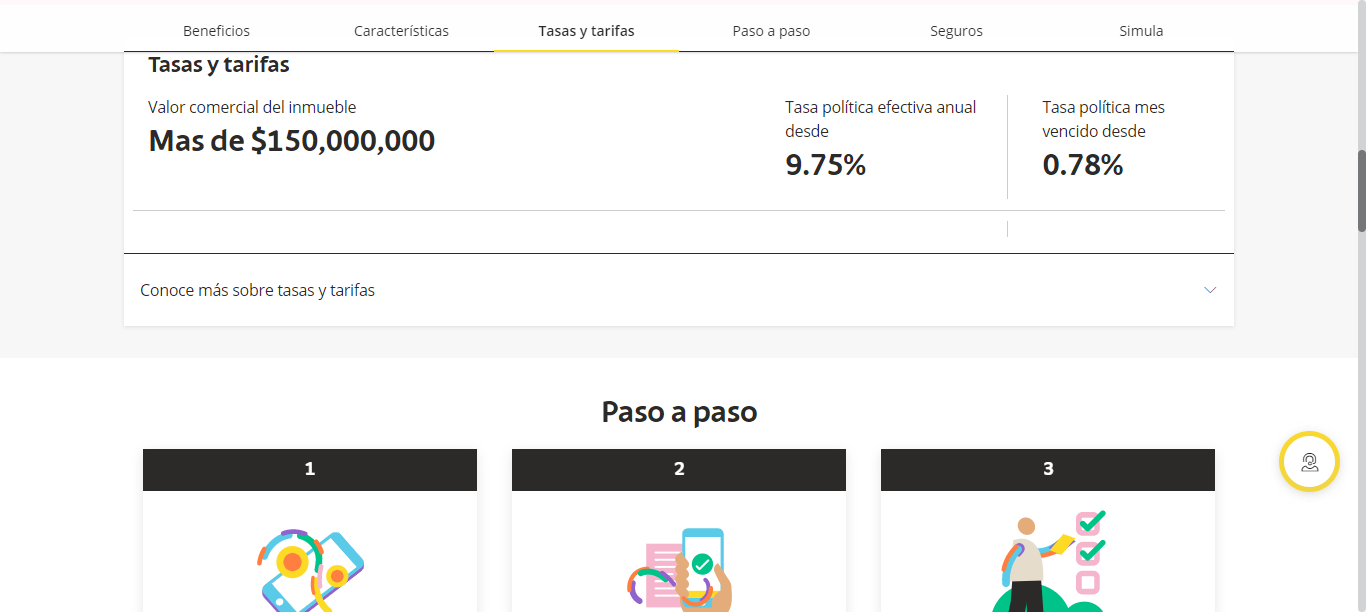 Beneficios
Características
Tasas y tarifas
Paso a paso
Seguros
Simula
Tasas y tarifas
Valor comercial del inmueble
Mas de $150,000,000
Tasa política efectiva anual
desde
9.75%
Tasa política mes
vencido desde
0.78%
Conoce más sobre tasas y tarifas
Paso a paso
1
2
3